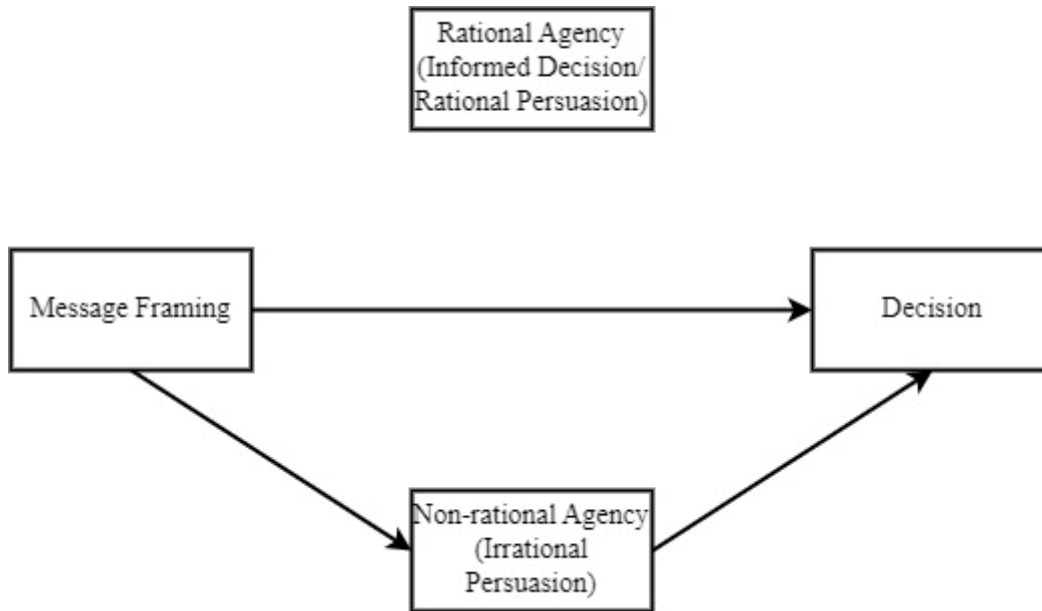 Rational Agency
(Informed Decision/
Rational Persuasion)
Message Framing
Decision
Non-rational Agency
(Irrational
Persuasion)